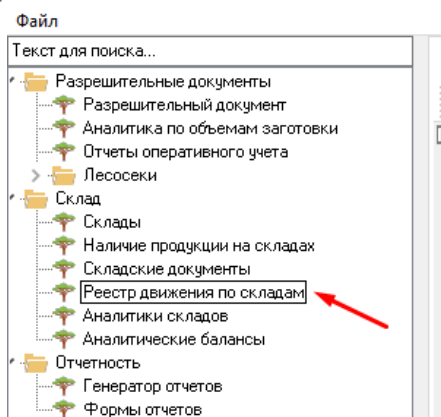 Файл
Текст для поиска...
Разрешительные документы
Разрешительный документ
Аналитика по объемам заготовки
Отчеты оперативного учета
Лесосеки
Склад
Склады
Наличие продукции на складах
Складские документы
Реестр движения по складам
Аналитики складов
Аналитические балансы
Отчетность
Генератор отчетов
Формы отчетов